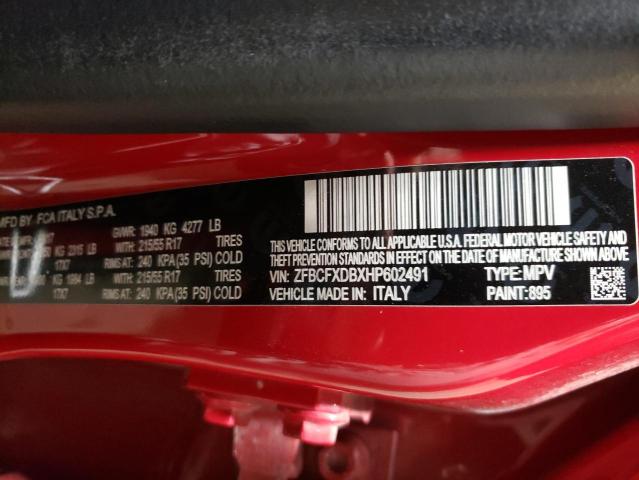 MFD BY FCA ITALY S.P.A.
GVWR: 1940 KG 4277 LB
KG 2315 LB WITH 215/55 R17 TIRES
17X7 RIMS AT: 240 KPA(35 PSI) COLD
KG 1984 LB WITH 215/55 R17 TIRES
17X7 RIMS AT: 240 KPA(35 PSI) COLD
THIS VEHICLE CONFORMS TO ALL APPLICABLE U.S.A. FEDERAL MOTOR VEHICLE SAFETY AND
THEFT PREVENTION STANDARDS IN EFFECT ON THE DATE OF MANUFACTURE SHOWN ABOVE.
VIN: ZFBCFXDBXHP602491 TYPE: MPV
VEHICLE MADE IN: ITALY PAINT: 895